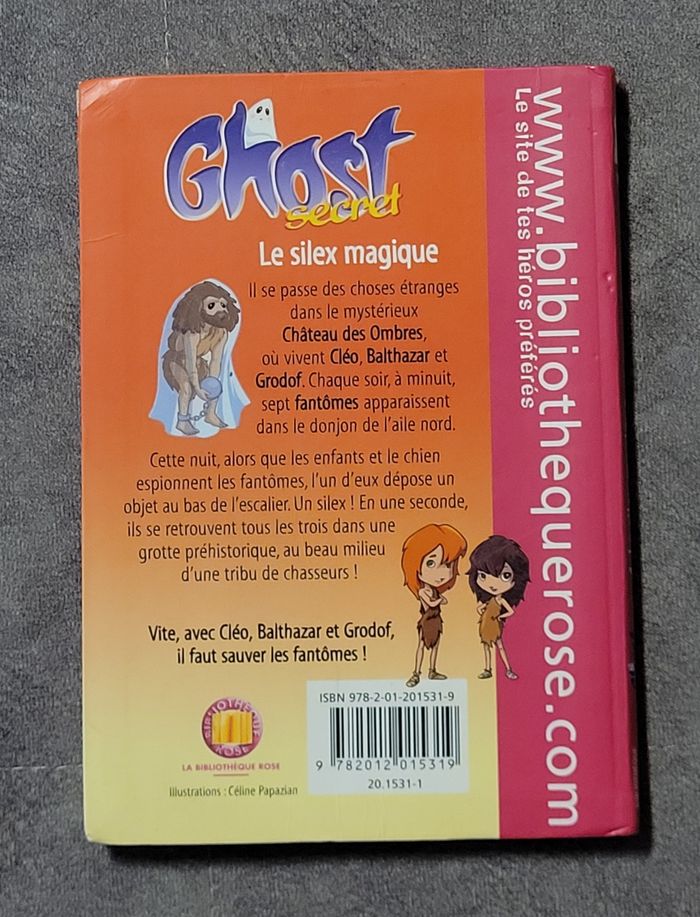 Ghost
secret
Le silex magique
Il se passe des choses étranges
dans le mystérieux
Château des Ombres,
où vivent Cléo, Balthazar et
Grodof. Chaque soir, à minuit,
sept fantômes apparaissent
dans le donjon de l'aile nord.
Cette nuit, alors que les enfants et le chien
espionnent les fantômes, l'un d'eux dépose un
objet au bas de l'escalier. Un silex ! En une seconde,
ils se retrouvent tous les trois dans une
grotte préhistorique, au beau milieu
d'une tribu de chasseurs !
Vite, avec Cléo, Balthazar et Grodof,
il faut sauver les fantômes !
BIBLIOTHÈQUE
ROSE
LA BIBLIOTHÈQUE ROSE
Illustrations : Céline Papazian
ISBN 978-2-01-201531-9
9 782012 015319
20.1531-1
www.bibliothequerose.com
Le site de tes héros préférés